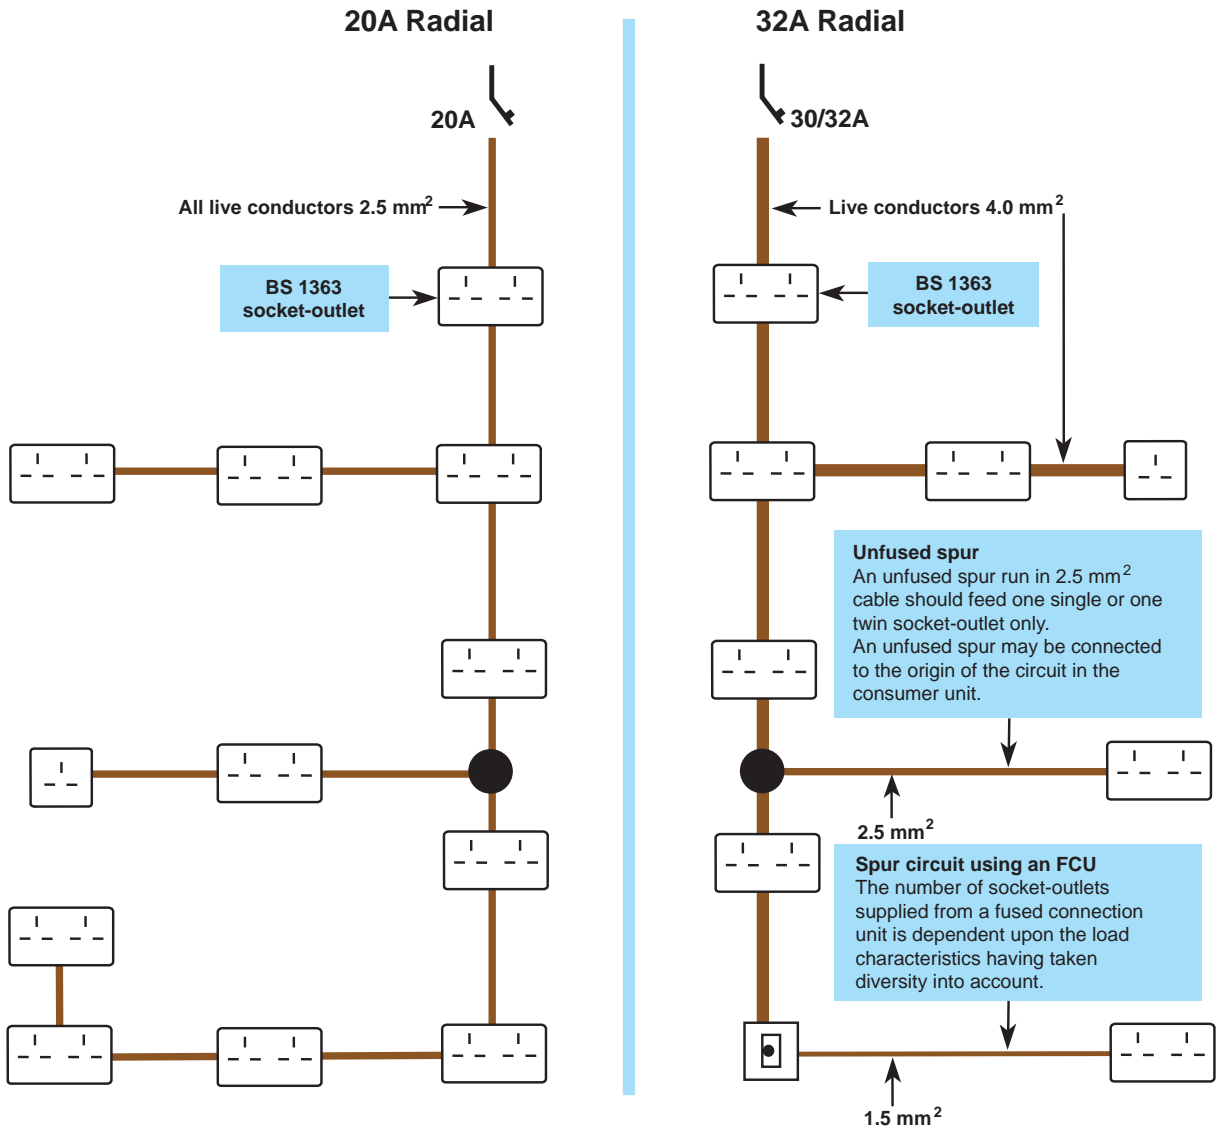 20A Radial
20A
All live conductors 2.5 mm²
BS 1363
socket-outlet
32A Radial
30/32A
Live conductors 4.0 mm²
BS 1363
socket-outlet
Unfused spur
An unfused spur run in 2.5 mm²
cable should feed one single or one
twin socket-outlet only.
An unfused spur may be connected
to the origin of the circuit in the
consumer unit.
2.5 mm²
Spur circuit using an FCU
The number of socket-outlets
supplied from a fused connection
unit is dependent upon the load
characteristics having taken
diversity into account.
1.5 mm²